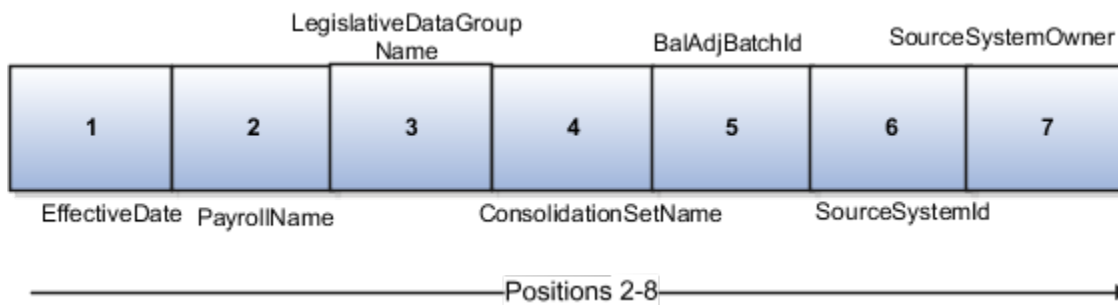 LegislativeDataGroup
Name
BalAdjBatchId
SourceSystemOwner
1
2
3
4
5
6
7
EffectiveDate
PayrollName
ConsolidationSetName
SourceSystemId
Positions 2-8